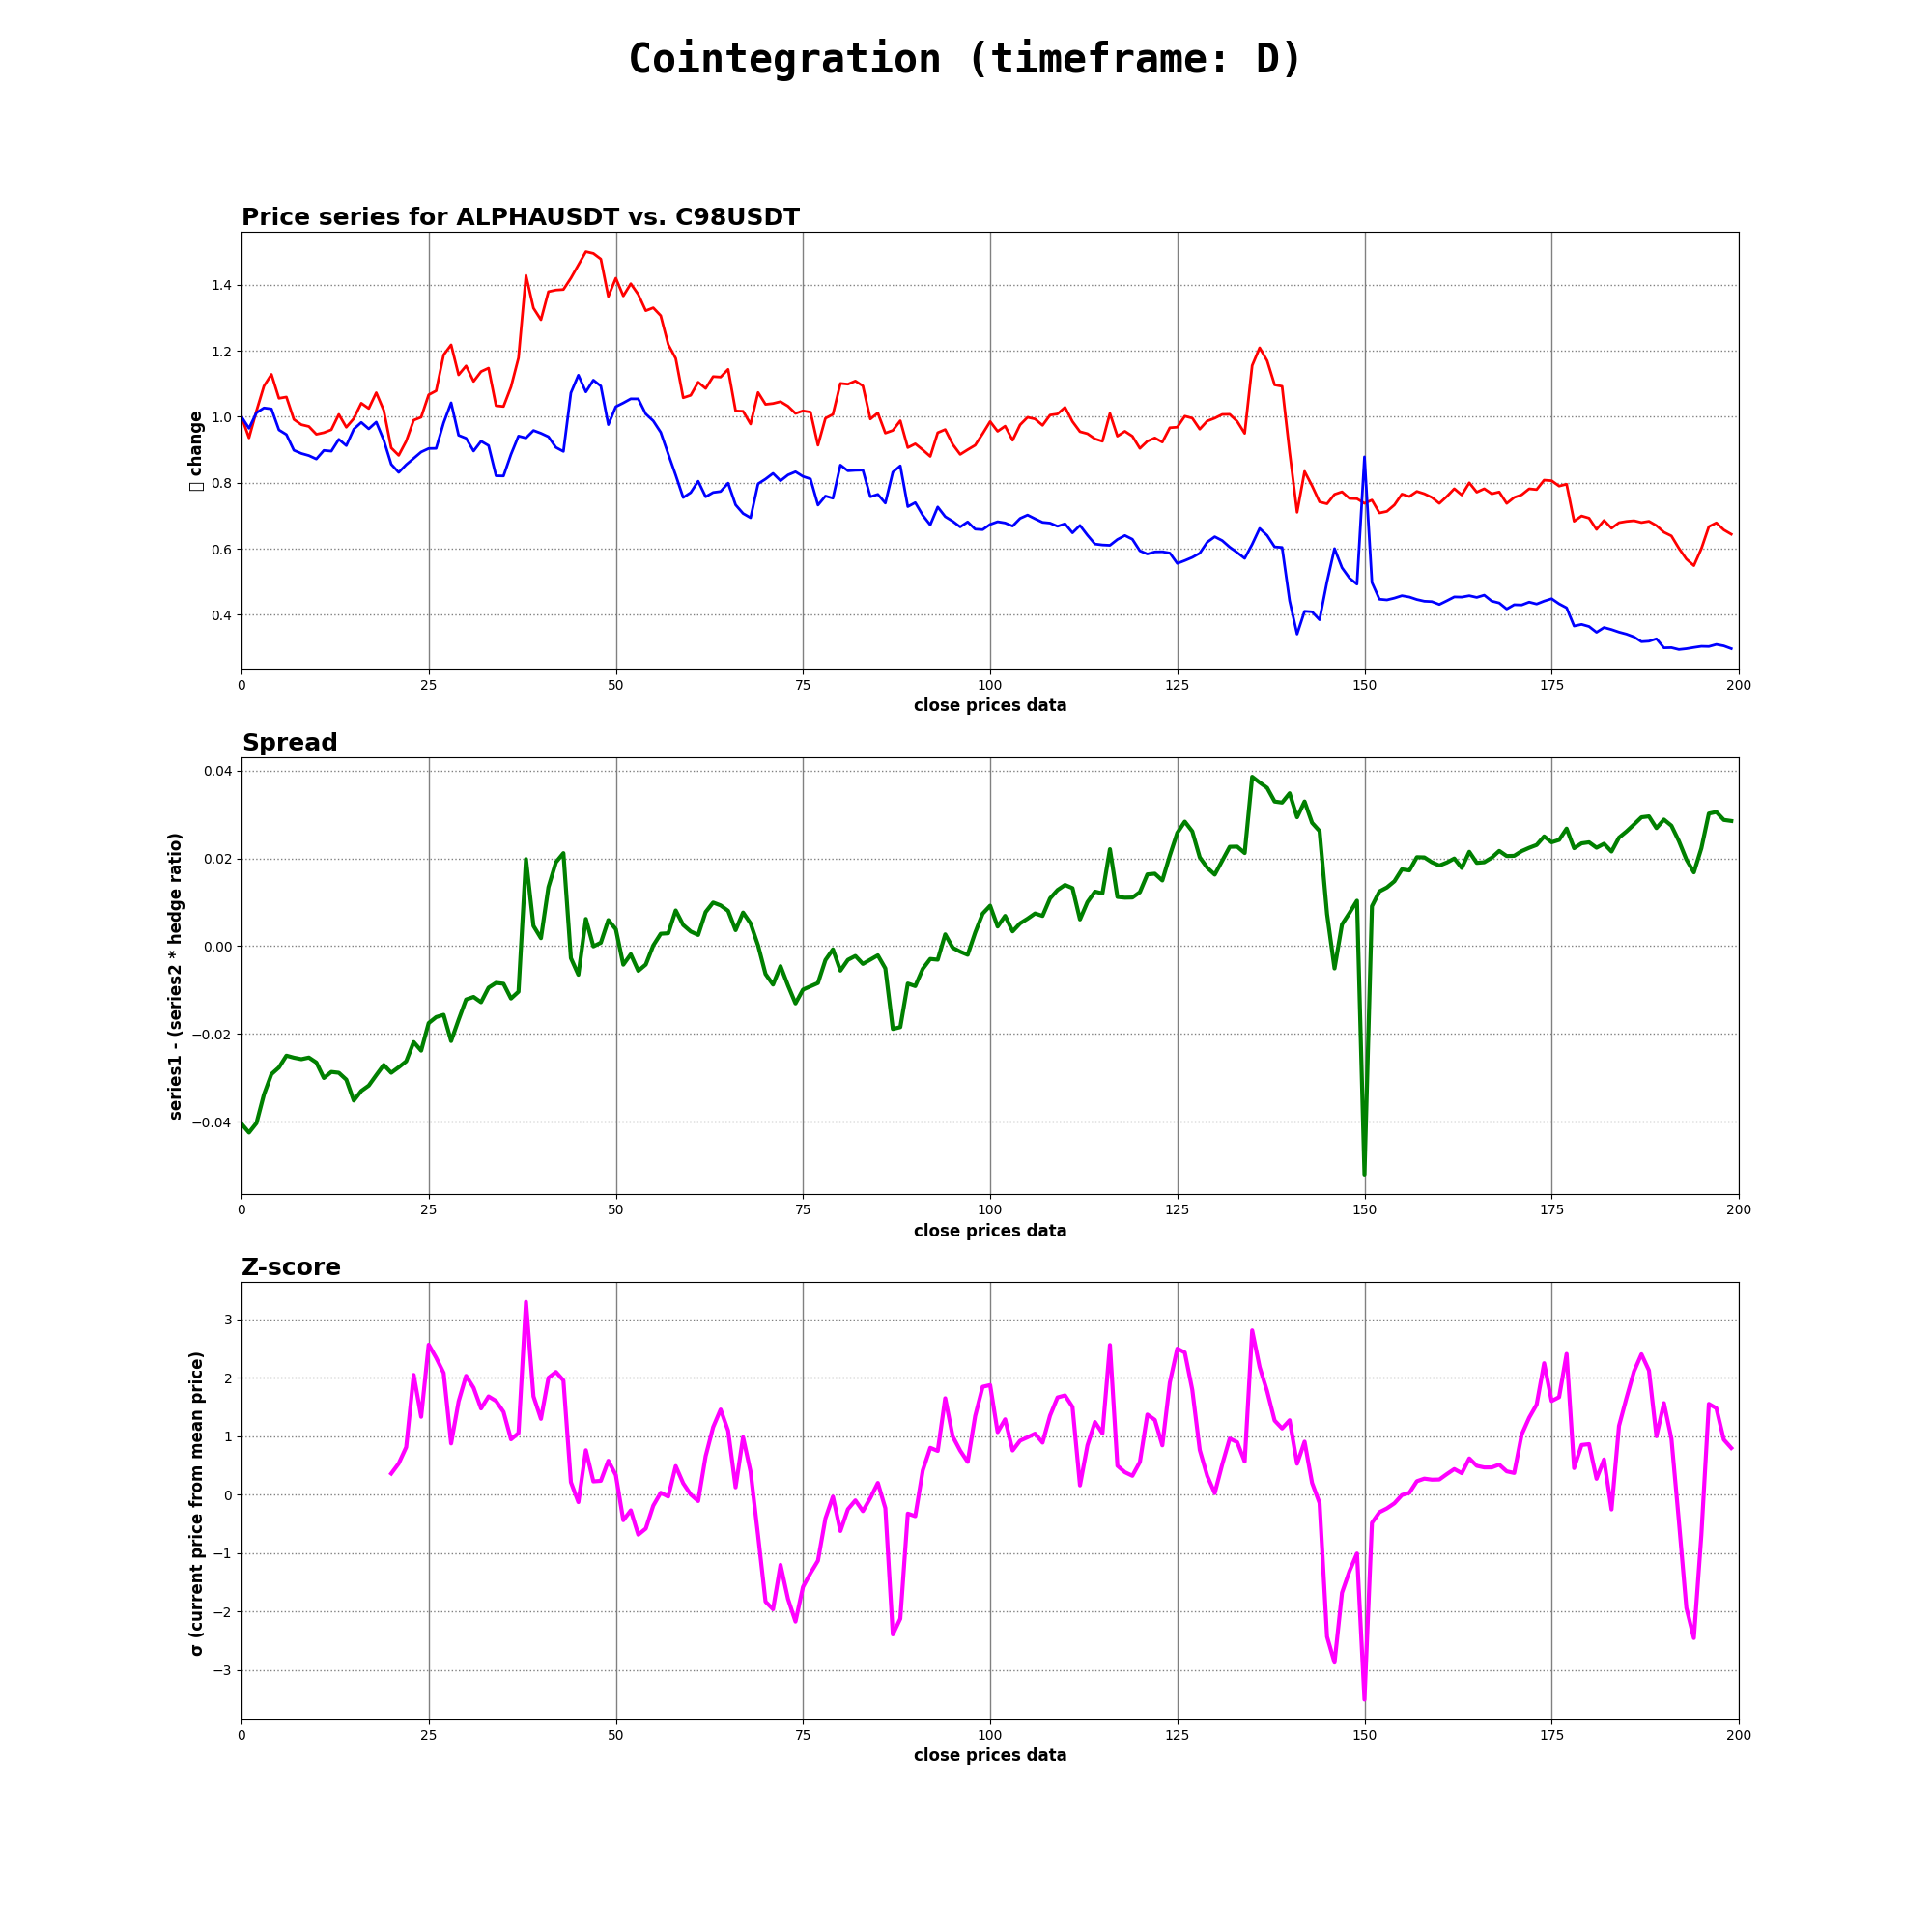 Cointegration (timeframe: D)
Price series for ALPHAUSDT vs. C98USDT
change
1.4
1.2
1.0
0.8
0.6
0.4
0 25 50 75 100 125 150 175 200
close prices data
Spread
series1 - (series2 * hedge ratio)
0.04
0.02
0.00
−0.02
−0.04
0 25 50 75 100 125 150 175 200
close prices data
Z-score
σ (current price from mean price)
3
2
1
0
−1
−2
−3
0 25 50 75 100 125 150 175 200
close prices data